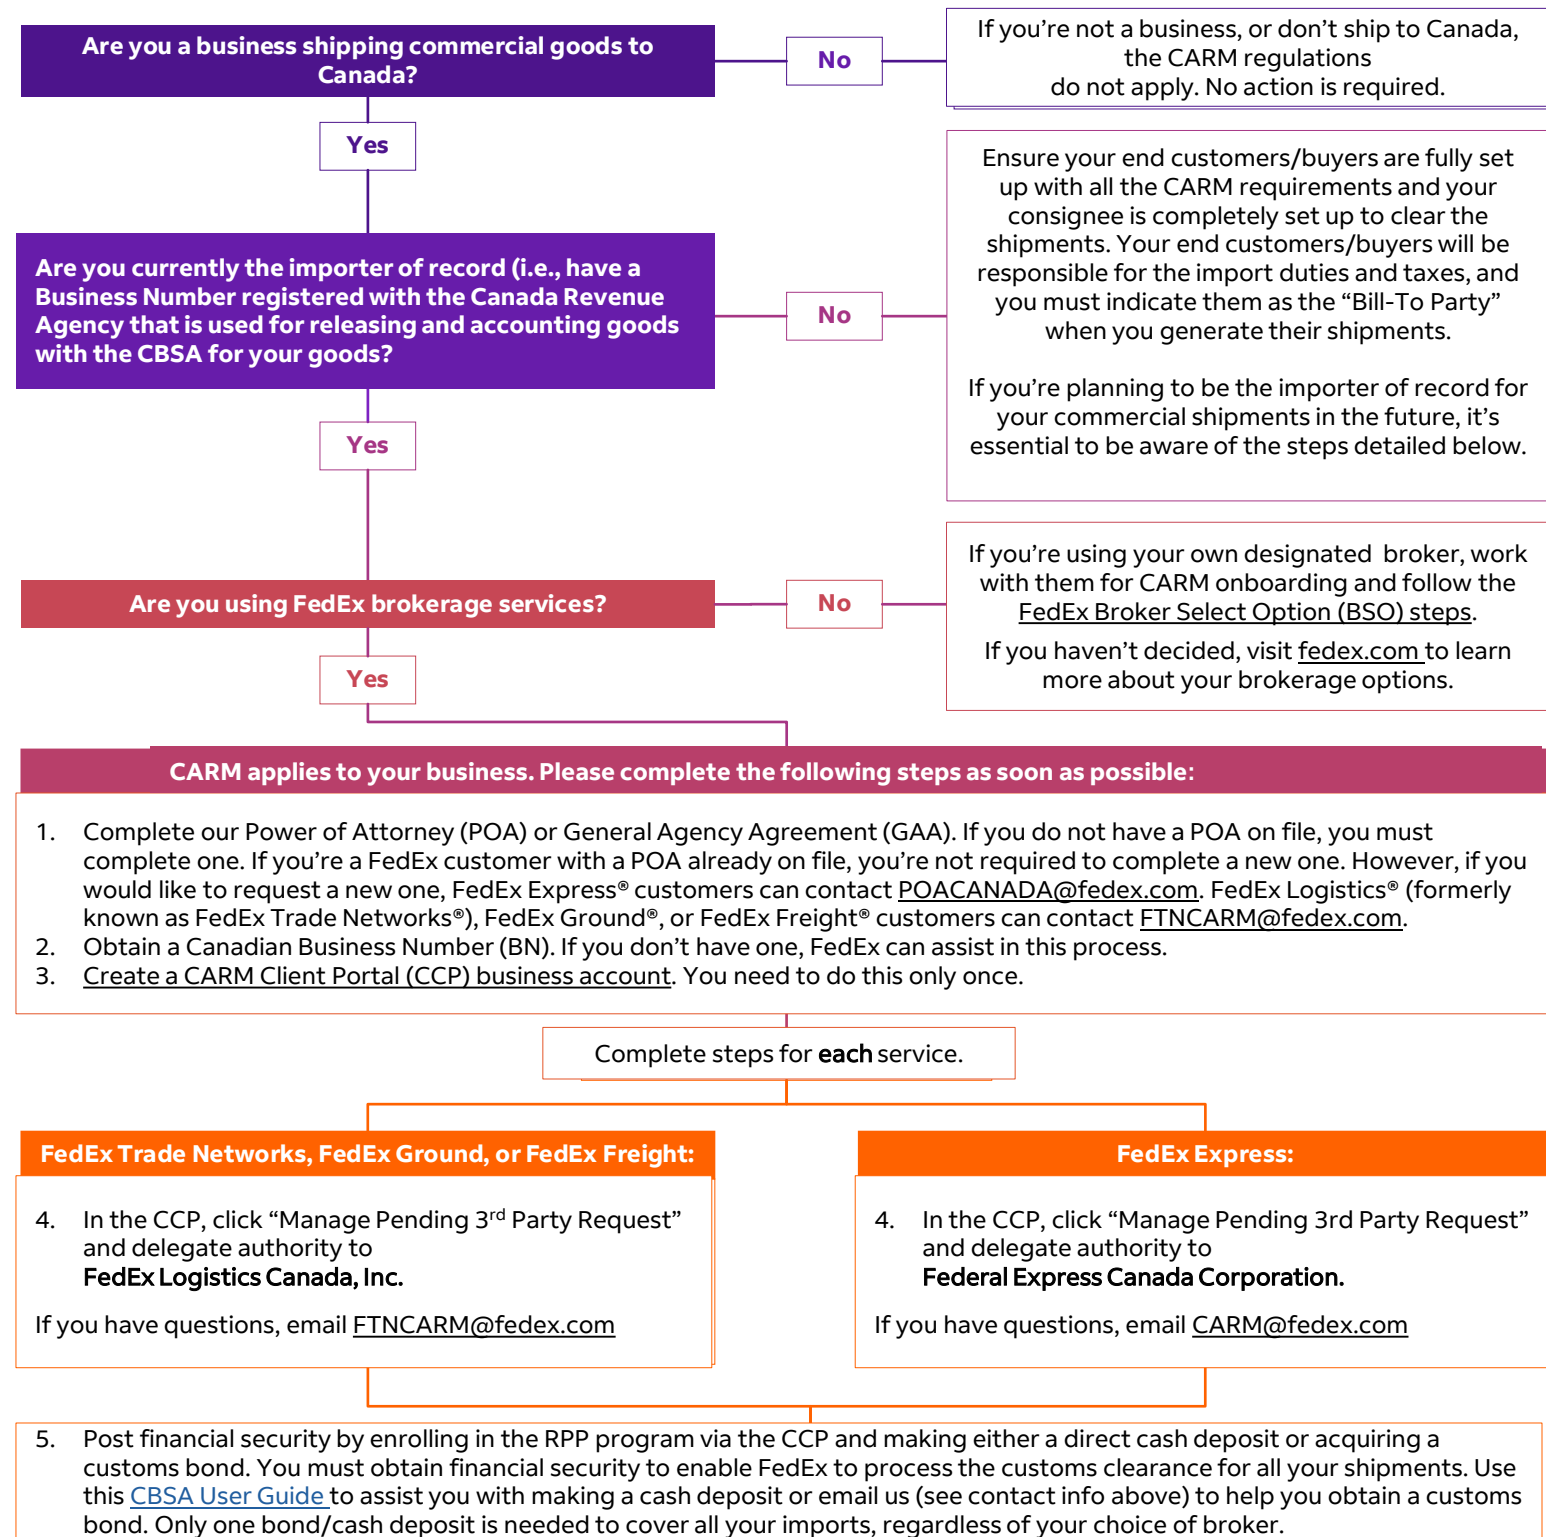 Are you a business shipping commercial goods to
Canada?
No
If you’re not a business, or don’t ship to Canada,
the CARM regulations
do not apply. No action is required.
Yes
Are you currently the importer of record (i.e., have a
Business Number registered with the Canada Revenue
Agency that is used for releasing and accounting goods
with the CBSA for your goods?
No
Ensure your end customers/buyers are fully set
up with all the CARM requirements and your
consignee is completely set up to clear the
shipments. Your end customers/buyers will be
responsible for the import duties and taxes, and
you must indicate them as the “Bill-To Party”
when you generate their shipments.
If you’re planning to be the importer of record for
your commercial shipments in the future, it’s
essential to be aware of the steps detailed below.
Yes
Are you using FedEx brokerage services?
No
If you’re using your own designated broker, work
with them for CARM onboarding and follow the
FedEx Broker Select Option (BSO) steps.
If you haven’t decided, visit fedex.com to learn
more about your brokerage options.
Yes
CARM applies to your business. Please complete the following steps as soon as possible:
1. Complete our Power of Attorney (POA) or General Agency Agreement (GAA). If you do not have a POA on file, you must
complete one. If you’re a FedEx customer with a POA already on file, you’re not required to complete a new one. However, if you
would like to request a new one, FedEx Express® customers can contact POACANADA@fedex.com. FedEx Logistics® (formerly
known as FedEx Trade Networks®), FedEx Ground®, or FedEx Freight® customers can contact FTNCARM@fedex.com.
2. Obtain a Canadian Business Number (BN). If you don’t have one, FedEx can assist in this process.
3. Create a CARM Client Portal (CCP) business account. You need to do this only once.
Complete steps for each service.
FedEx Trade Networks, FedEx Ground, or FedEx Freight:
4. In the CCP, click “Manage Pending 3rd Party Request”
and delegate authority to
FedEx Logistics Canada, Inc.
If you have questions, email FTNCARM@fedex.com
FedEx Express:
4. In the CCP, click “Manage Pending 3rd Party Request”
and delegate authority to
Federal Express Canada Corporation.
If you have questions, email CARM@fedex.com
5. Post financial security by enrolling in the RPP program via the CCP and making either a direct cash deposit or acquiring a
customs bond. You must obtain financial security to enable FedEx to process the customs clearance for all your shipments. Use
this CBSA User Guide to assist you with making a cash deposit or email us (see contact info above) to help you obtain a customs
bond. Only one bond/cash deposit is needed to cover all your imports, regardless of your choice of broker.